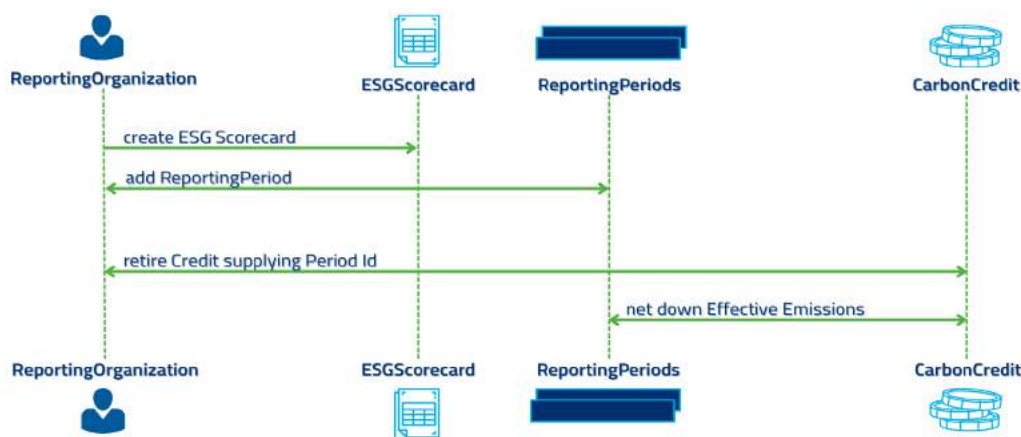 ReportingOrganization ESGScorecard ReportingPeriods CarbonCredit
create ESG Scorecard
add ReportingPeriod
retire Credit supplying Period Id
net down Effective Emissions
ReportingOrganization ESGScorecard ReportingPeriods CarbonCredit